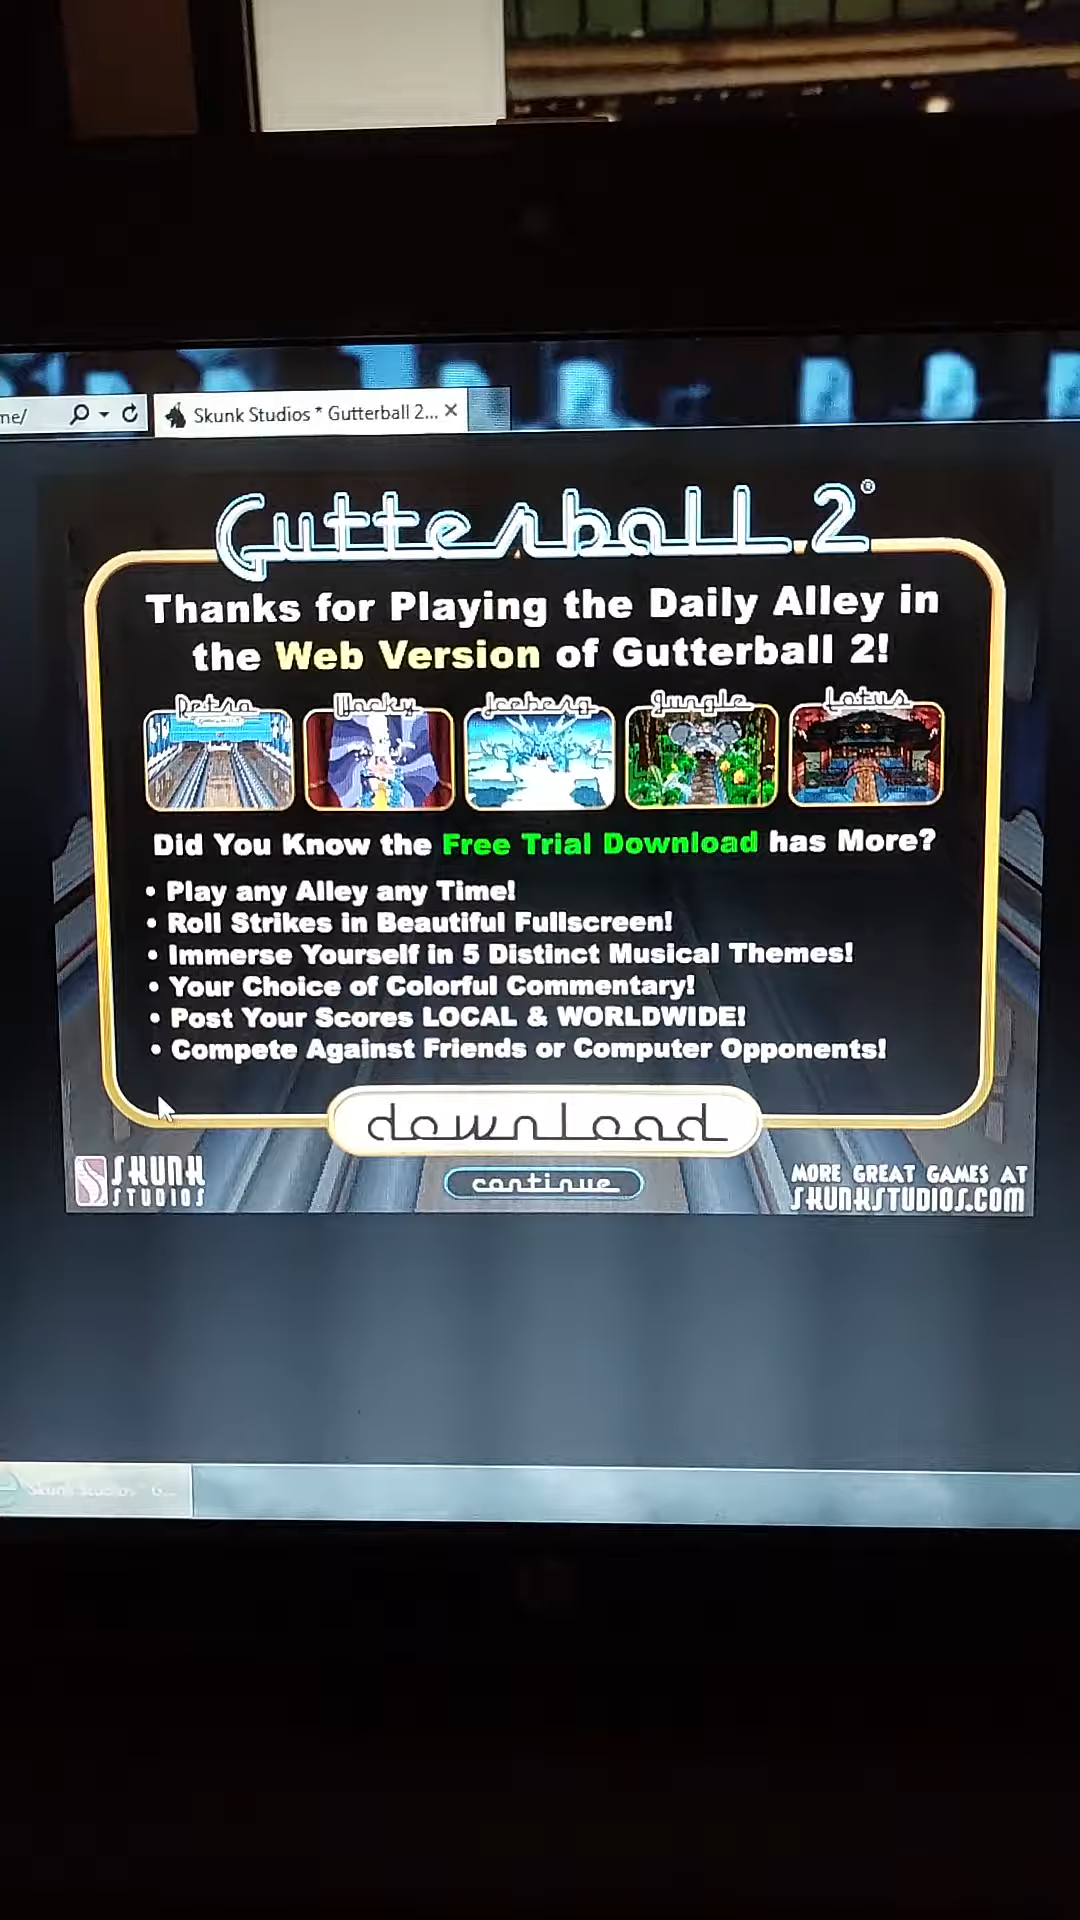 me/
Skunk Studios * Gutterball 2...
Gutterball 2®
Thanks for Playing the Daily Alley in
the Web Version of Gutterball 2!
Retro Wacky Iceberg Jungle Lotus
Did You Know the Free Trial Download has More?
• Play any Alley any Time!
• Roll Strikes in Beautiful Fullscreen!
• Immerse Yourself in 5 Distinct Musical Themes!
• Your Choice of Colorful Commentary!
• Post Your Scores LOCAL & WORLDWIDE!
• Compete Against Friends or Computer Opponents!
download
continue
SKUNK
STUDIOS
MORE GREAT GAMES AT
SKUNKSTUDIOS.COM
Skunk Studios * G...